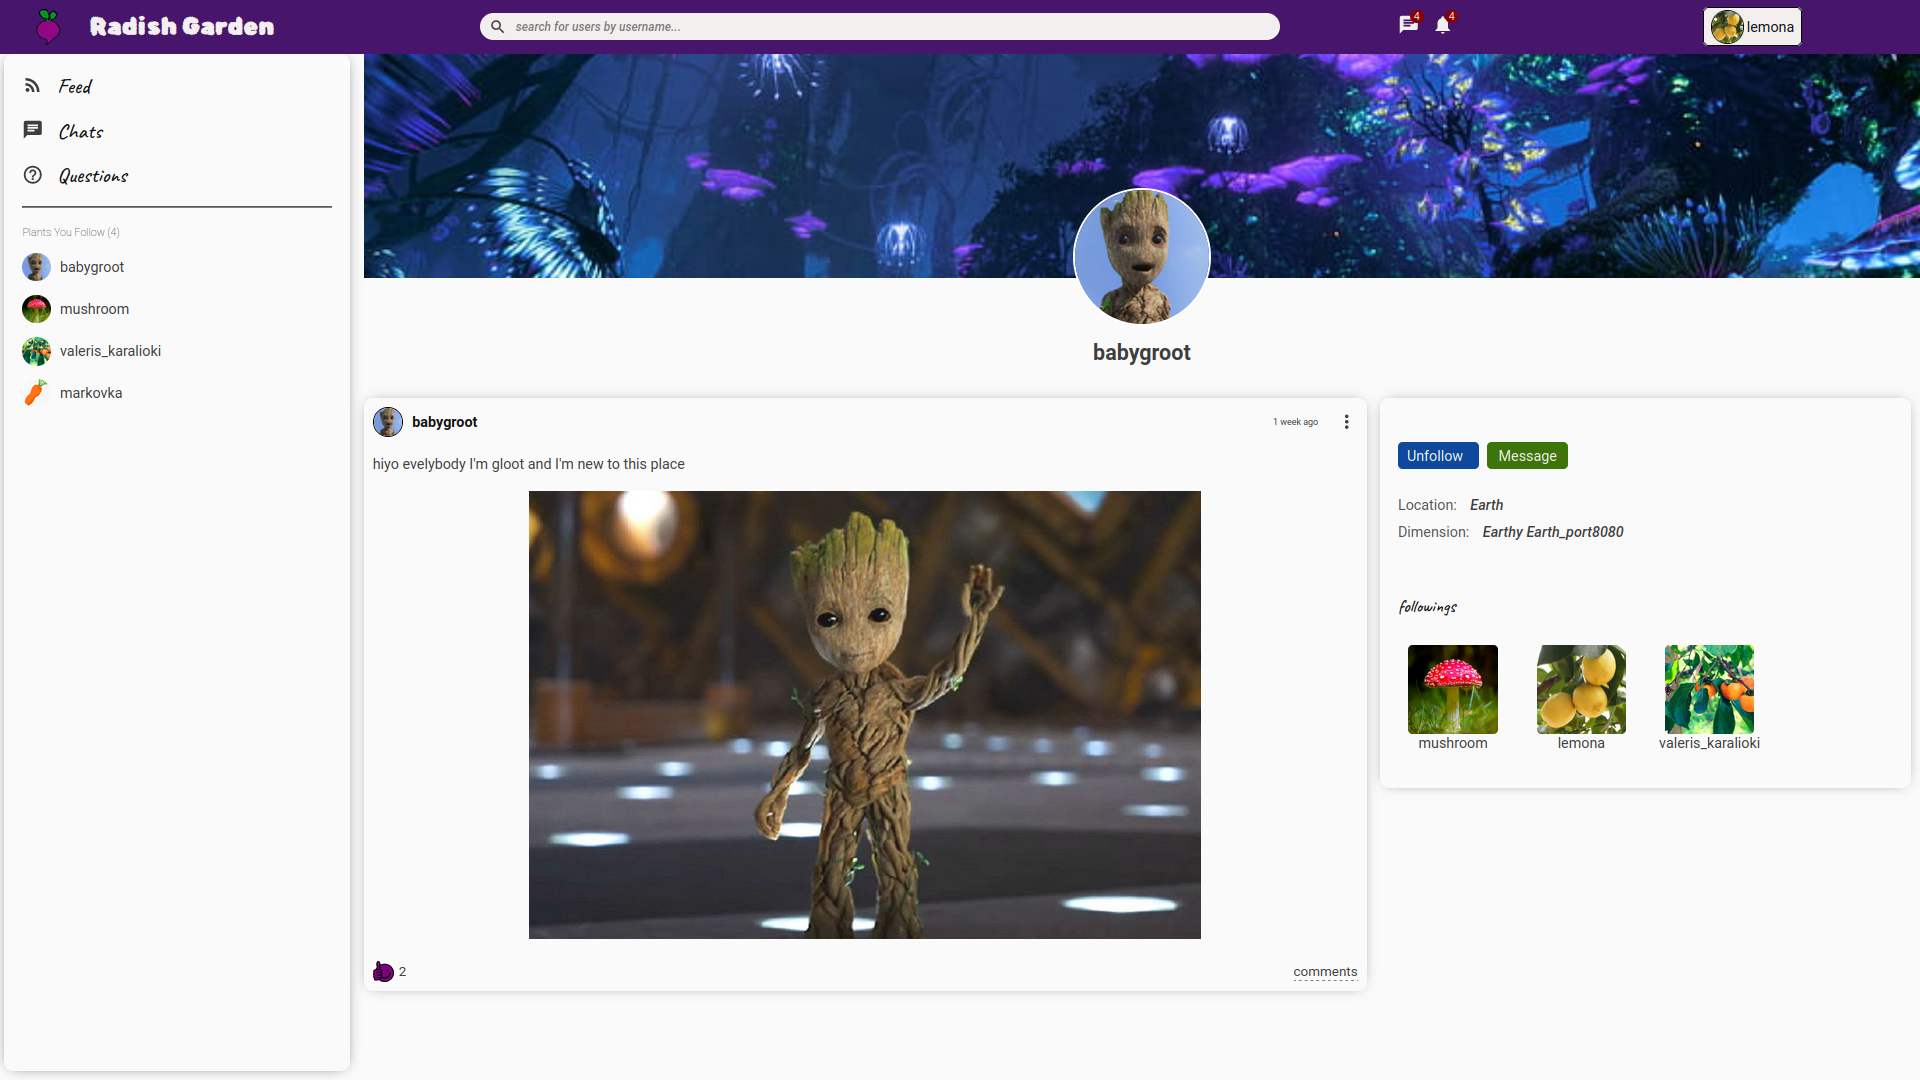 Radish Garden
search for users by username...
4
4
lemona
Feed
Chats
Questions
Plants You Follow (4)
babygroot
mushroom
valeris_karalioki
markovka
babygroot
babygroot
1 week ago
hiyo evelybody I'm gloot and I'm new to this place
2
comments
Unfollow
Message
Location: Earth
Dimension: Earthy Earth_port8080
followings
mushroom
lemona
valeris_karalioki